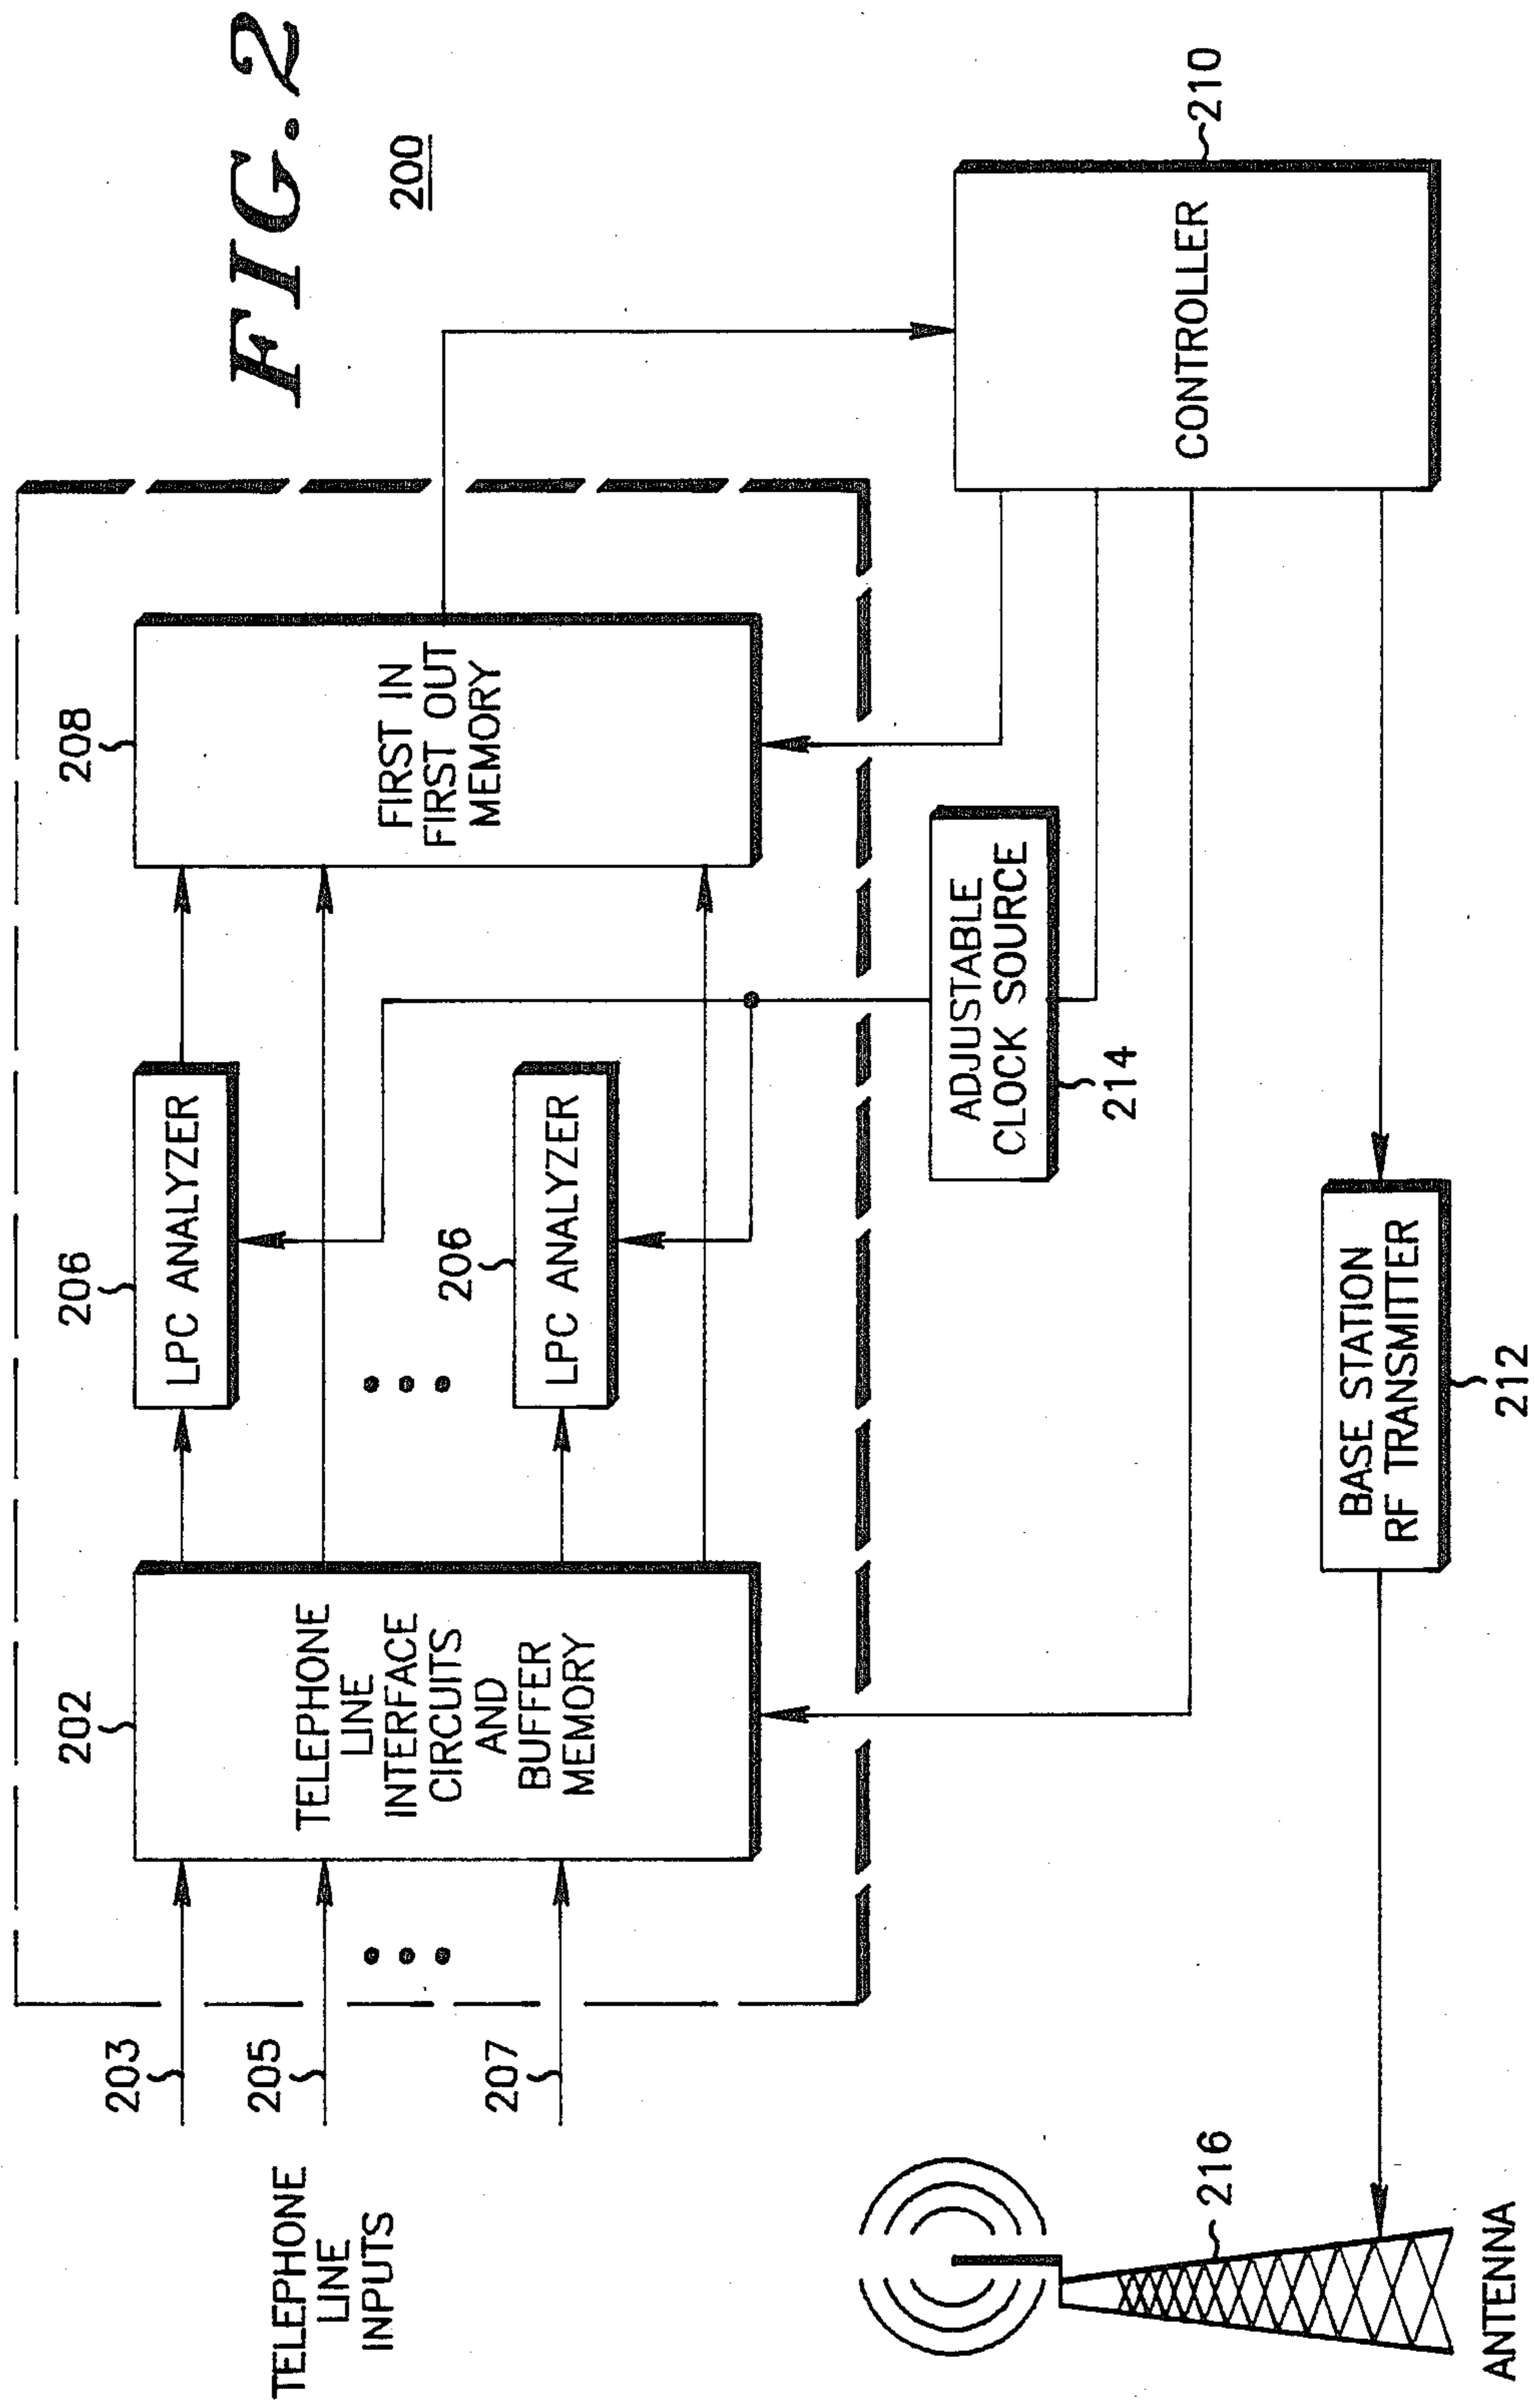 FIG. 2
200
TELEPHONE
LINE
INPUTS
203
205
207
202
TELEPHONE
LINE
INTERFACE
CIRCUITS
AND
BUFFER
MEMORY
206
LPC ANALYZER
206
LPC ANALYZER
208
FIRST IN
FIRST OUT
MEMORY
ADJUSTABLE
CLOCK SOURCE
214
CONTROLLER
210
BASE STATION
RF TRANSMITTER
212
216
ANTENNA